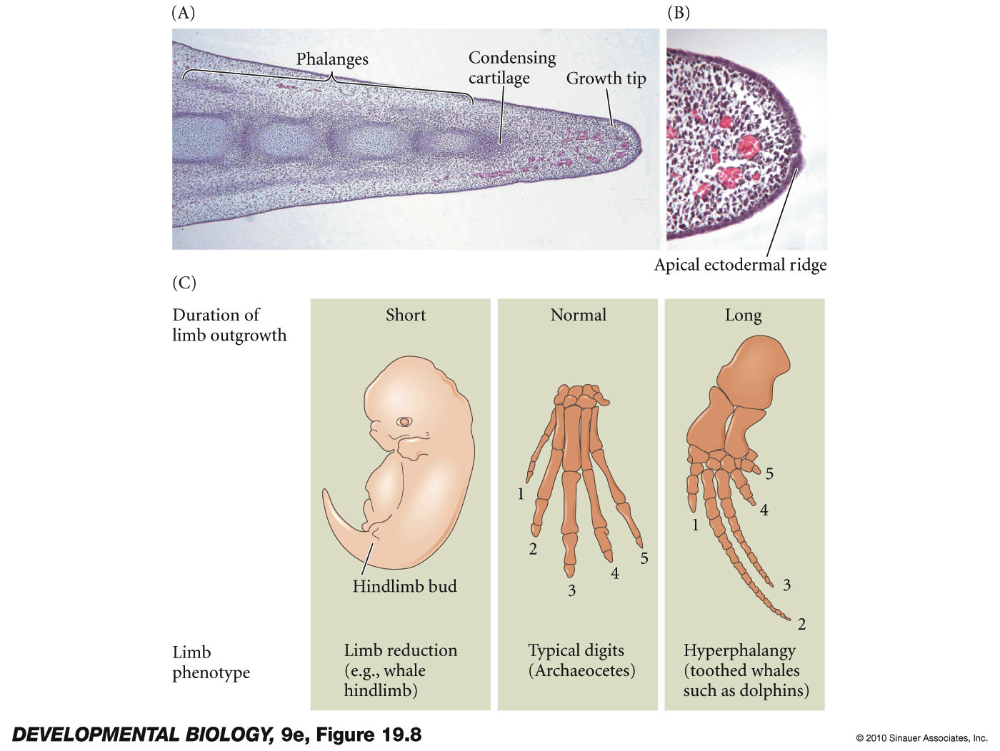 (A)
(B)
Phalanges
Condensing
cartilage
Growth tip
Apical ectodermal ridge
(C)
Duration of
limb outgrowth
Short
Normal
Long
Hindlimb bud
1
2
3
4
5
5
4
1
3
2
Limb
phenotype
Limb reduction
(e.g., whale
hindlimb)
Typical digits
(Archaeocetes)
Hyperphalangy
(toothed whales
such as dolphins)
DEVELOPMENTAL BIOLOGY, 9e, Figure 19.8
© 2010 Sinauer Associates, Inc.